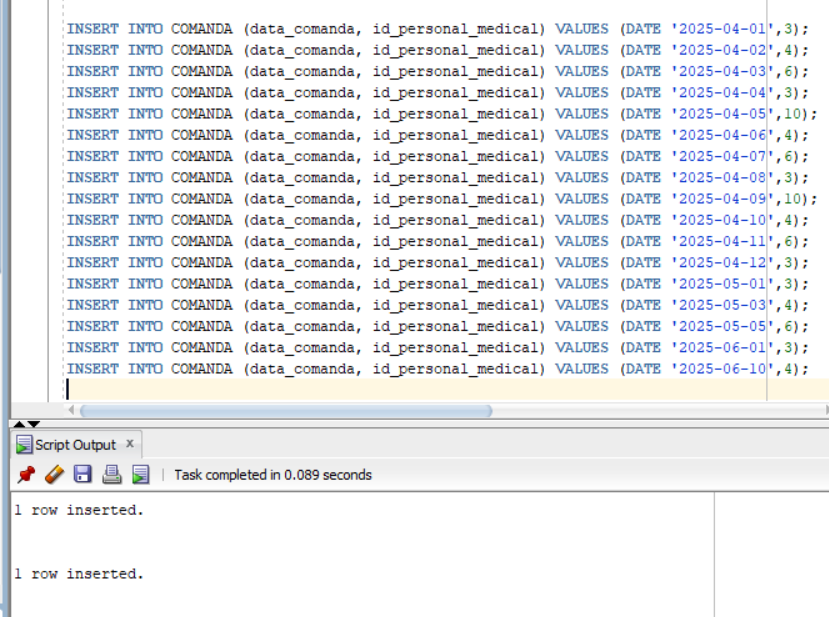 INSERT INTO COMANDA (data_comanda, id_personal_medical) VALUES (DATE '2025-04-01',3);
INSERT INTO COMANDA (data_comanda, id_personal_medical) VALUES (DATE '2025-04-02',4);
INSERT INTO COMANDA (data_comanda, id_personal_medical) VALUES (DATE '2025-04-03',6);
INSERT INTO COMANDA (data_comanda, id_personal_medical) VALUES (DATE '2025-04-04',3);
INSERT INTO COMANDA (data_comanda, id_personal_medical) VALUES (DATE '2025-04-05',10);
INSERT INTO COMANDA (data_comanda, id_personal_medical) VALUES (DATE '2025-04-06',4);
INSERT INTO COMANDA (data_comanda, id_personal_medical) VALUES (DATE '2025-04-07',6);
INSERT INTO COMANDA (data_comanda, id_personal_medical) VALUES (DATE '2025-04-08',3);
INSERT INTO COMANDA (data_comanda, id_personal_medical) VALUES (DATE '2025-04-09',10);
INSERT INTO COMANDA (data_comanda, id_personal_medical) VALUES (DATE '2025-04-10',4);
INSERT INTO COMANDA (data_comanda, id_personal_medical) VALUES (DATE '2025-04-11',6);
INSERT INTO COMANDA (data_comanda, id_personal_medical) VALUES (DATE '2025-04-12',3);
INSERT INTO COMANDA (data_comanda, id_personal_medical) VALUES (DATE '2025-05-01',3);
INSERT INTO COMANDA (data_comanda, id_personal_medical) VALUES (DATE '2025-05-03',4);
INSERT INTO COMANDA (data_comanda, id_personal_medical) VALUES (DATE '2025-05-05',6);
INSERT INTO COMANDA (data_comanda, id_personal_medical) VALUES (DATE '2025-06-01',3);
INSERT INTO COMANDA (data_comanda, id_personal_medical) VALUES (DATE '2025-06-10',4);
Script Output x
Task completed in 0.089 seconds
1 row inserted.
1 row inserted.